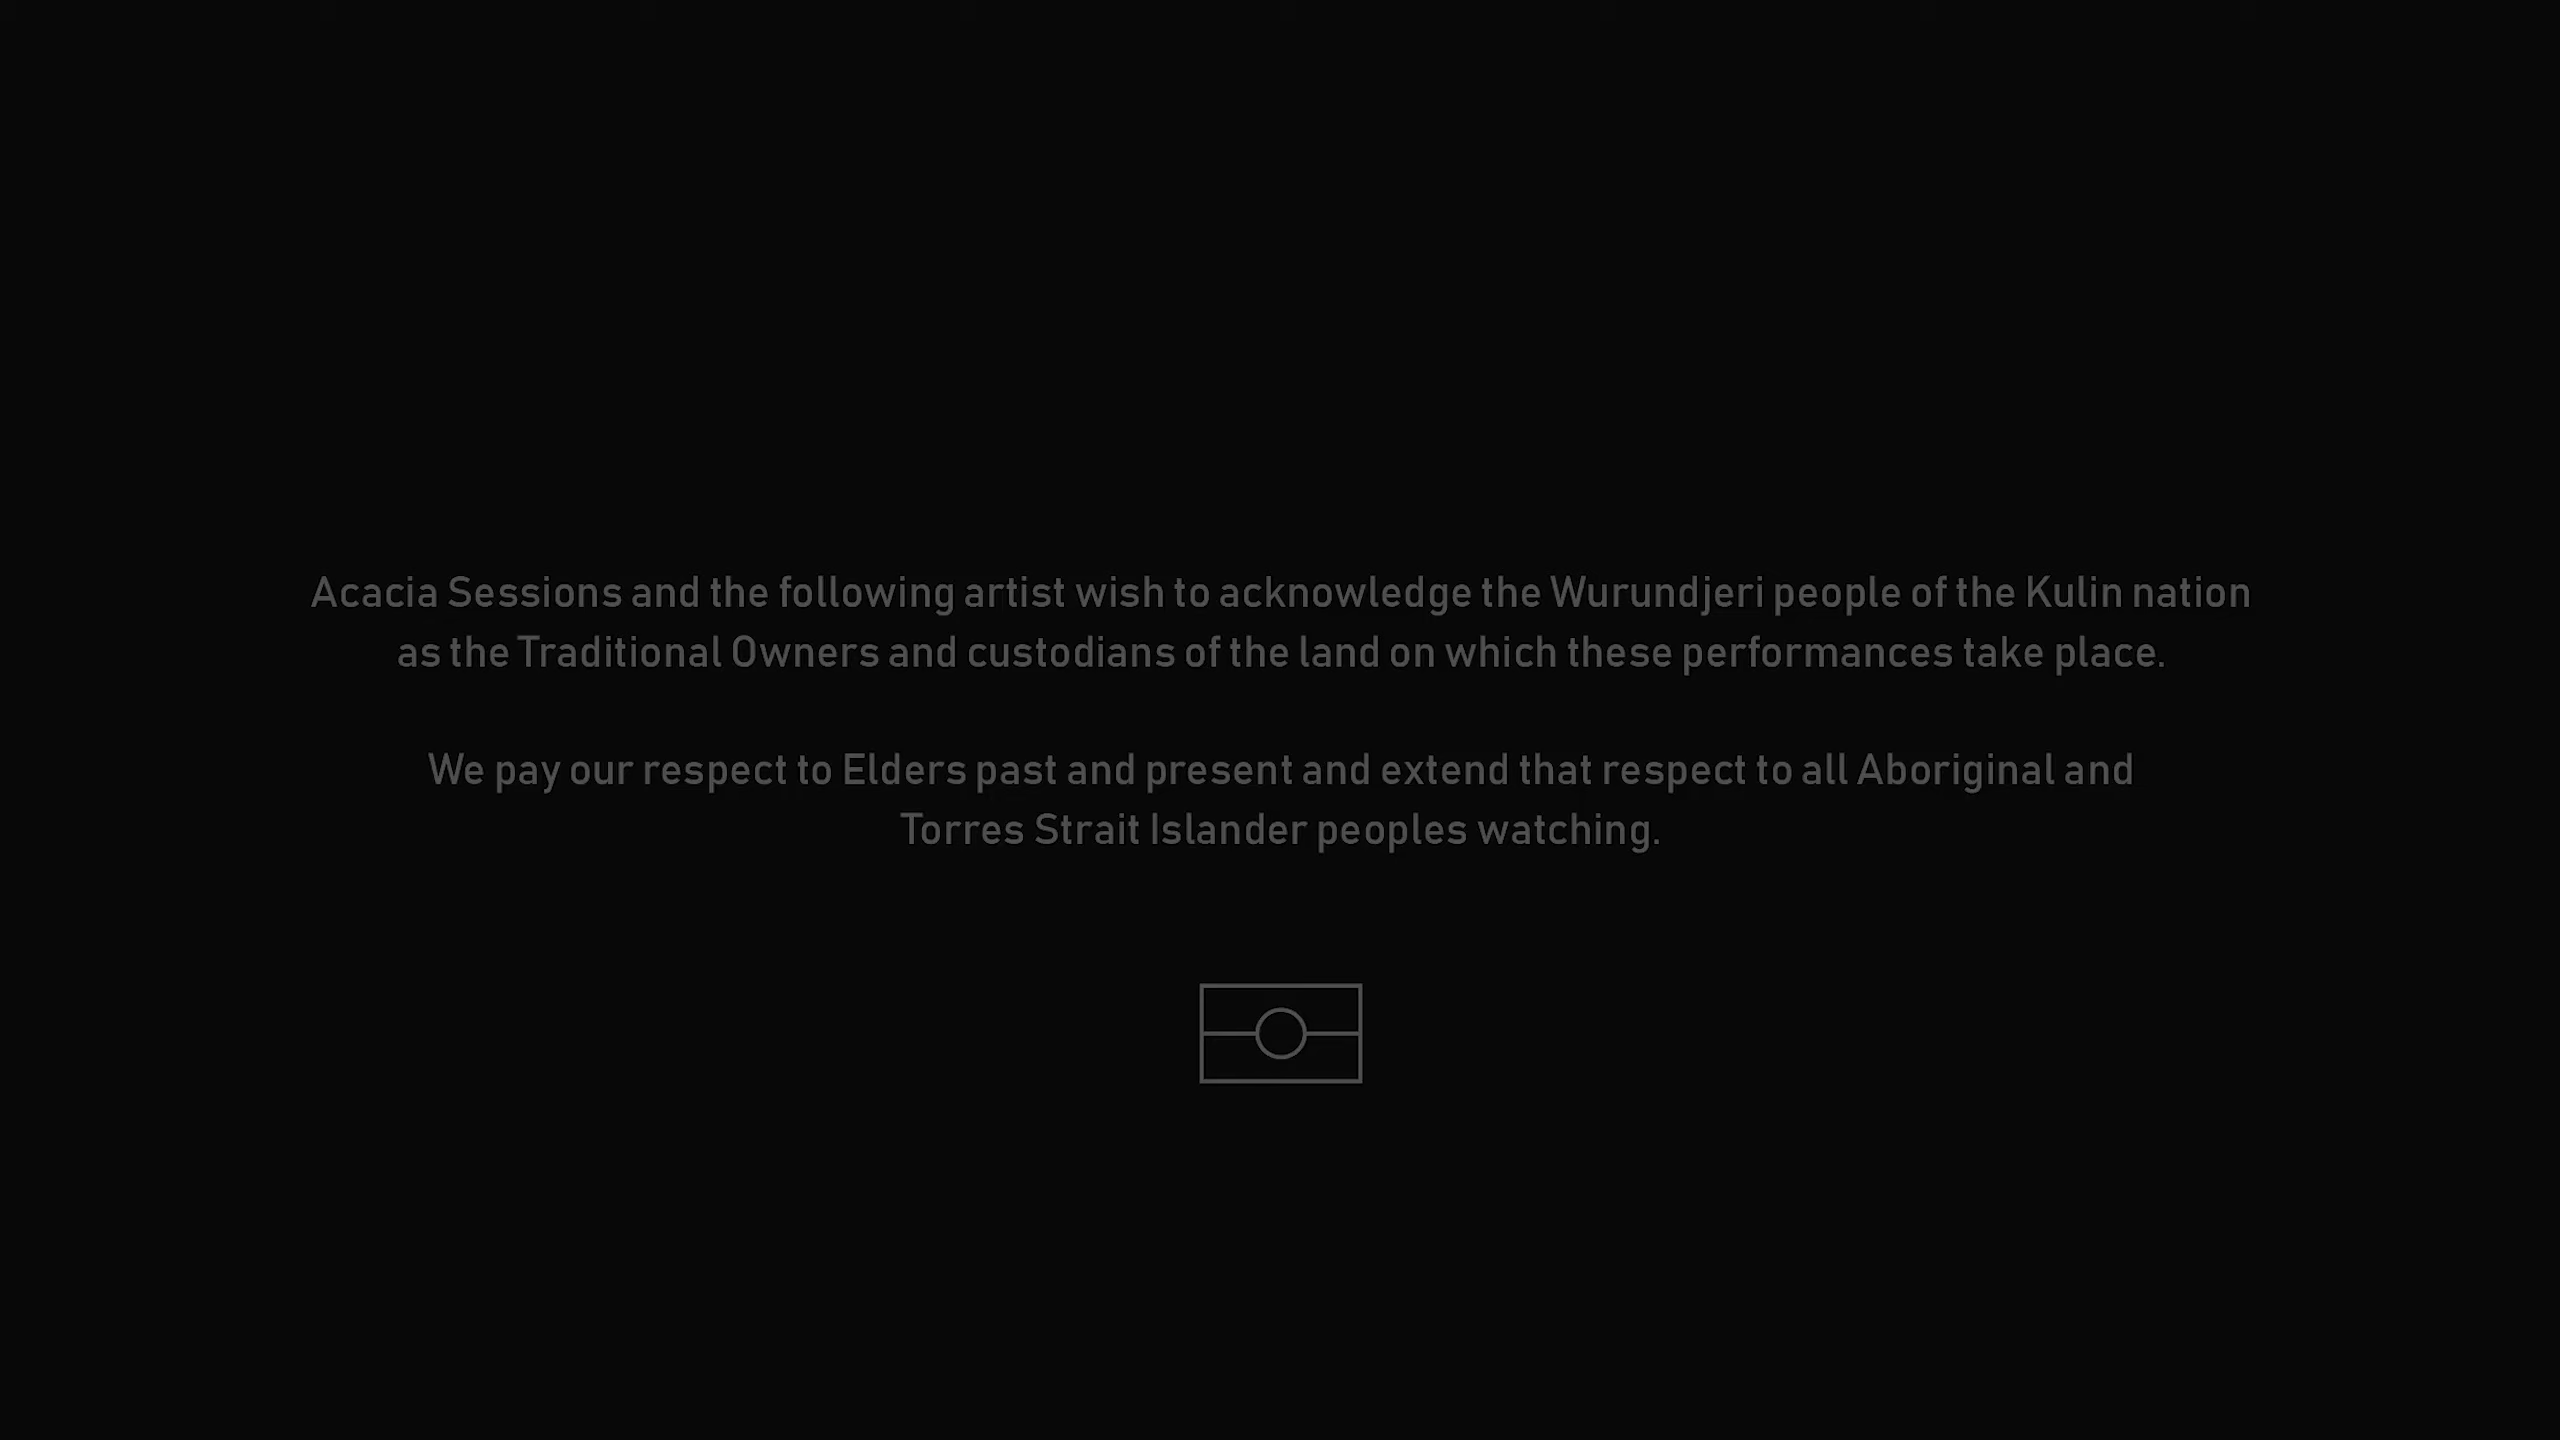 Acacia Sessions and the following artist wish to acknowledge the Wurundjeri people of the Kulin nation
as the Traditional Owners and custodians of the land on which these performances take place.
We pay our respect to Elders past and present and extend that respect to all Aboriginal and
Torres Strait Islander peoples watching.